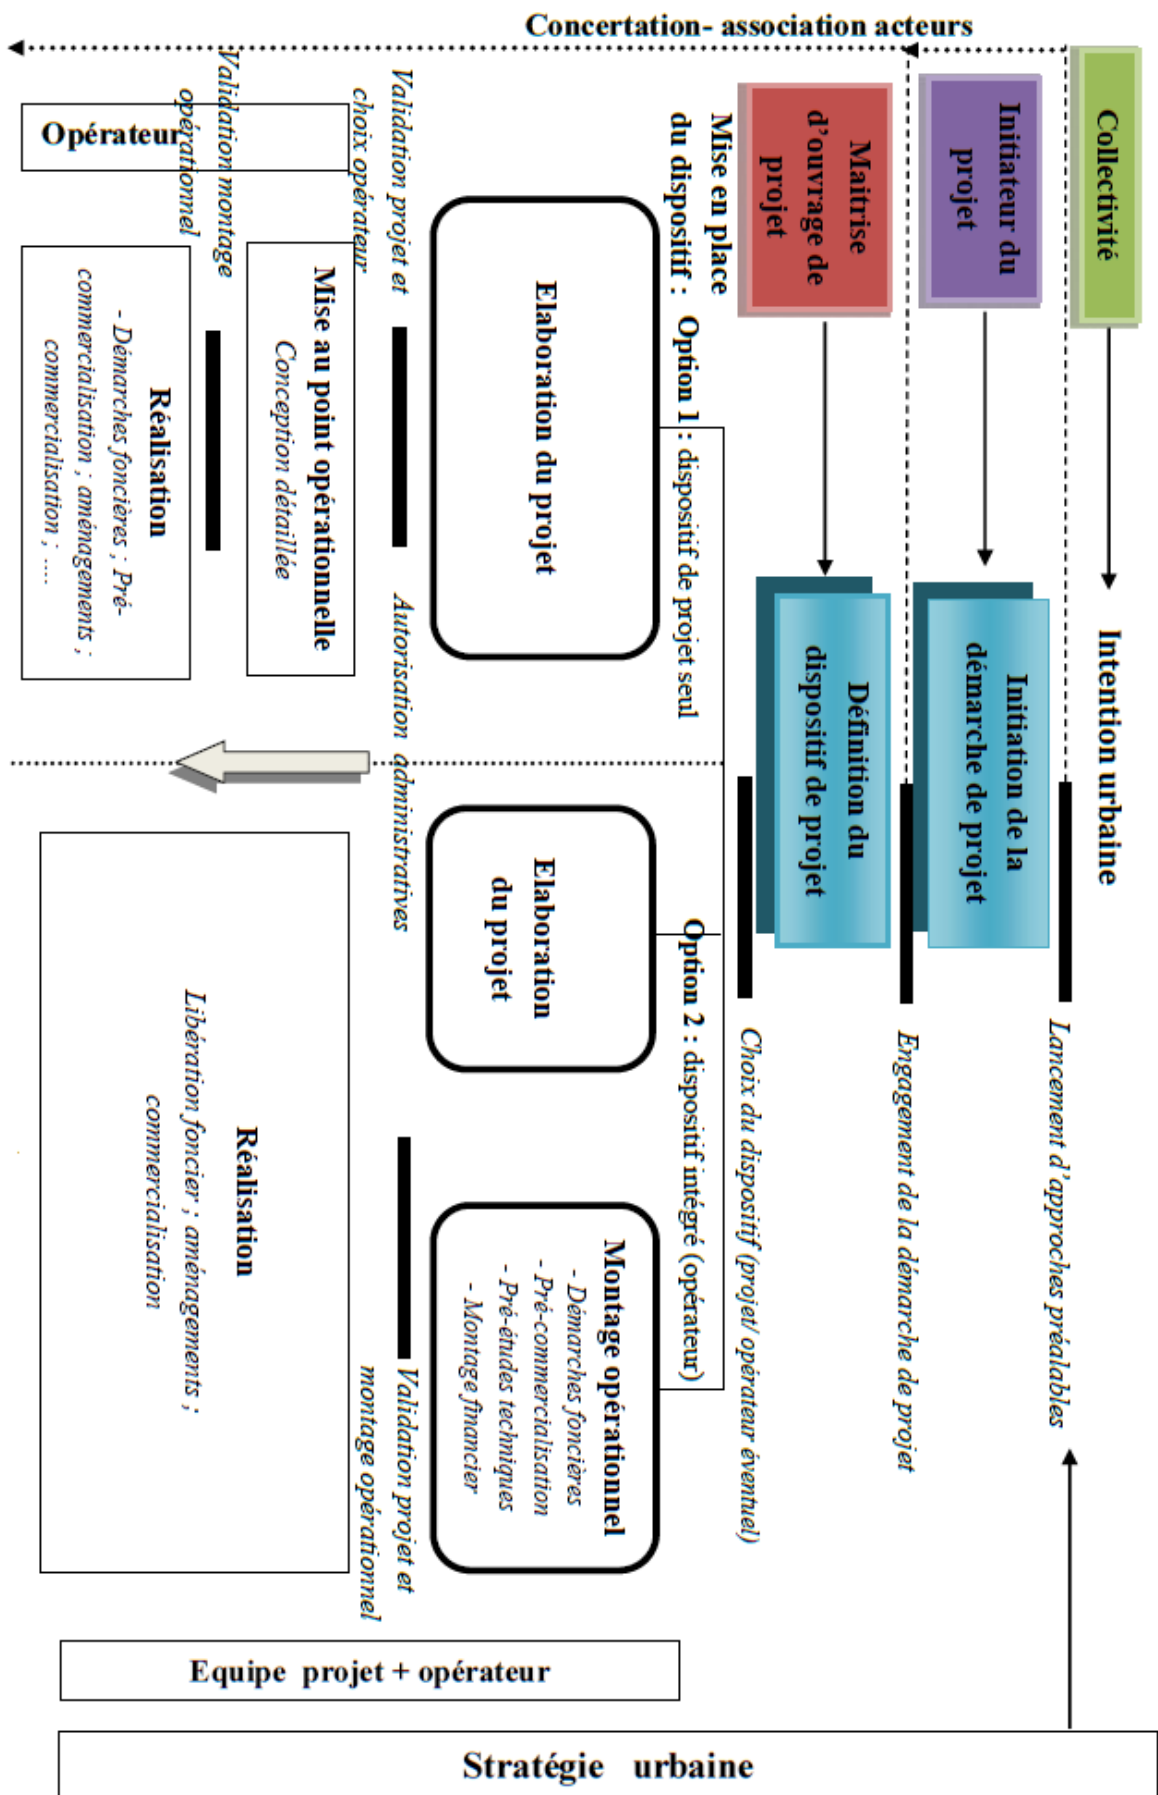 Concertation- association acteurs
Collectivité
Intention urbaine
Lancement d'approches préalables
Initiateur du
projet
Initiation de la
démarche de projet
Engagement de la démarche de projet
Maitrise
d'ouvrage de
projet
Définition du
dispositif de projet
Choix du dispositif (projet/ opérateur éventuel)
Mise en place
du dispositif :
Option 1 : dispositif de projet seul
Option 2 : dispositif intégré (opérateur)
Elaboration du projet
Elaboration
du projet
Montage opérationnel
- Démarches foncières
- Pré-commercialisation
- Pré-études techniques
- Montage financier
Validation projet et
choix opérateur
Autorisation administratives
Validation projet et
montage opérationnel
Opérateur
Mise au point opérationnelle
Conception détaillée
Validation montage
opérationnel
Réalisation
- Démarches foncières ; Pré-
commercialisation ; aménagements ;
commercialisation ; ....
Réalisation
Libération foncier ; aménagements ;
commercialisation
Equipe projet + opérateur
Stratégie urbaine